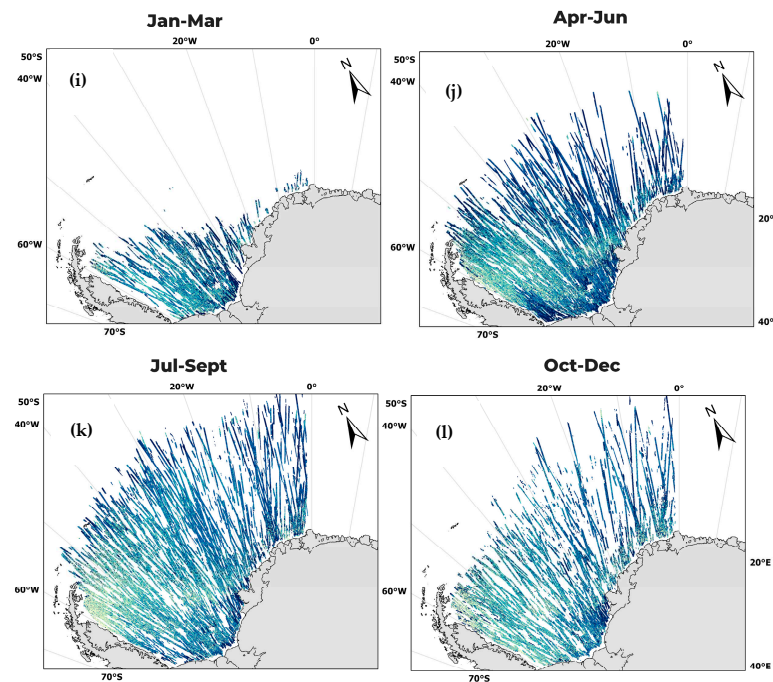 Jan-Mar
20°W 0°
50°S
40°W
(i)
N
60°W
70°S
Apr-Jun
20°W 0°
50°S
40°W
(j)
N
20°
60°W
40°
70°S
Jul-Sept
20°W 0°
50°S
40°W
(k)
N
60°W
70°S
Oct-Dec
20°W 0°
50°S
40°W
(l)
N
20°E
60°W
40°E
70°S